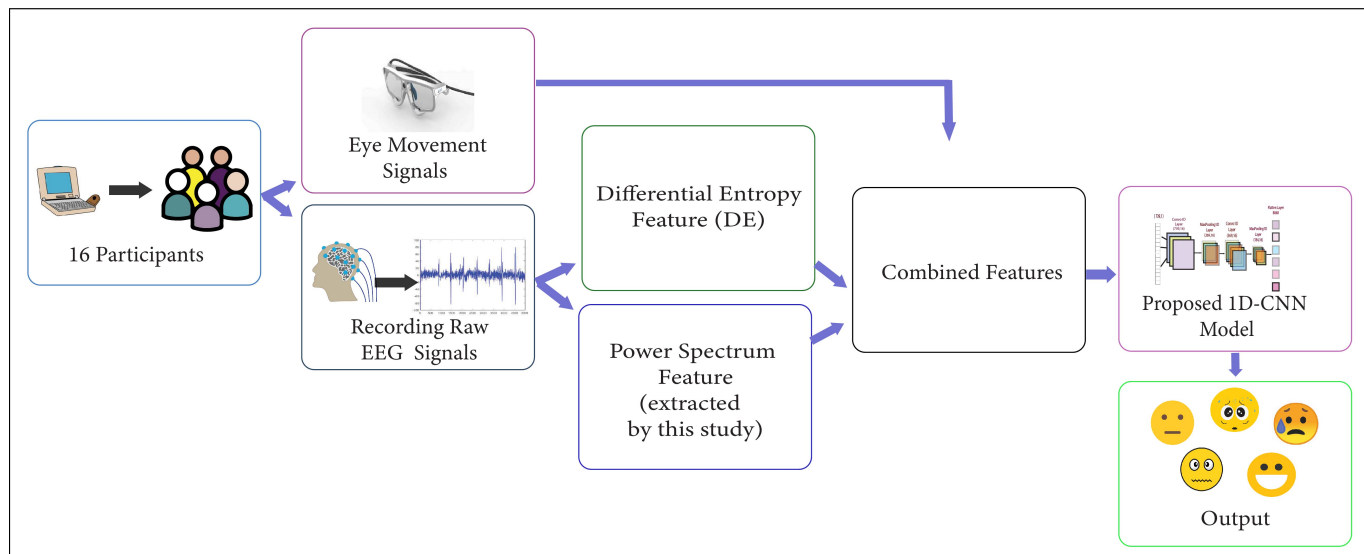 16 Participants
Eye Movement
Signals
Recording Raw
EEG Signals
Differential Entropy
Feature (DE)
Power Spectrum
Feature
(extracted
by this study)
Combined Features
Proposed 1D-CNN
Model
Output